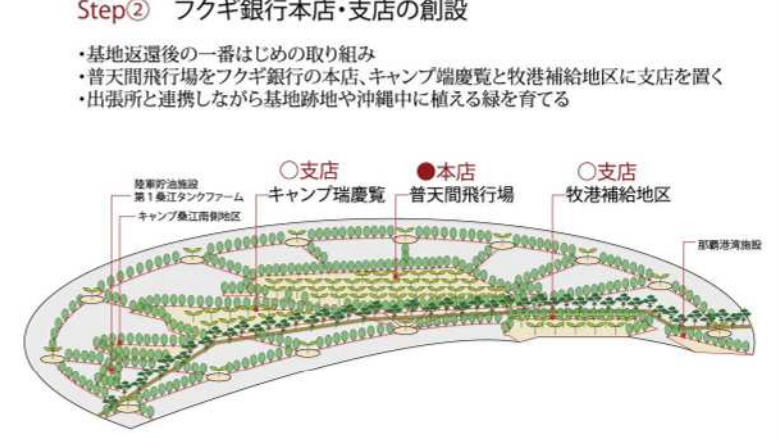 Step② フクギ銀行本店・支店の創設
・基地返還後の一番はじめの取り組み
・普天間飛行場をフクギ銀行の本店、キャンプ端慶覧と牧港補給地区に支店を置く
・出張所と連携しながら基地跡地や沖縄中に植える緑を育てる
○支店
●本店
○支店
陸軍貯油施設
第1桑江タンクファーム
キャンプ瑞慶覧
普天間飛行場
牧港補給地区
キャンプ桑江南側地区
那覇港湾施設